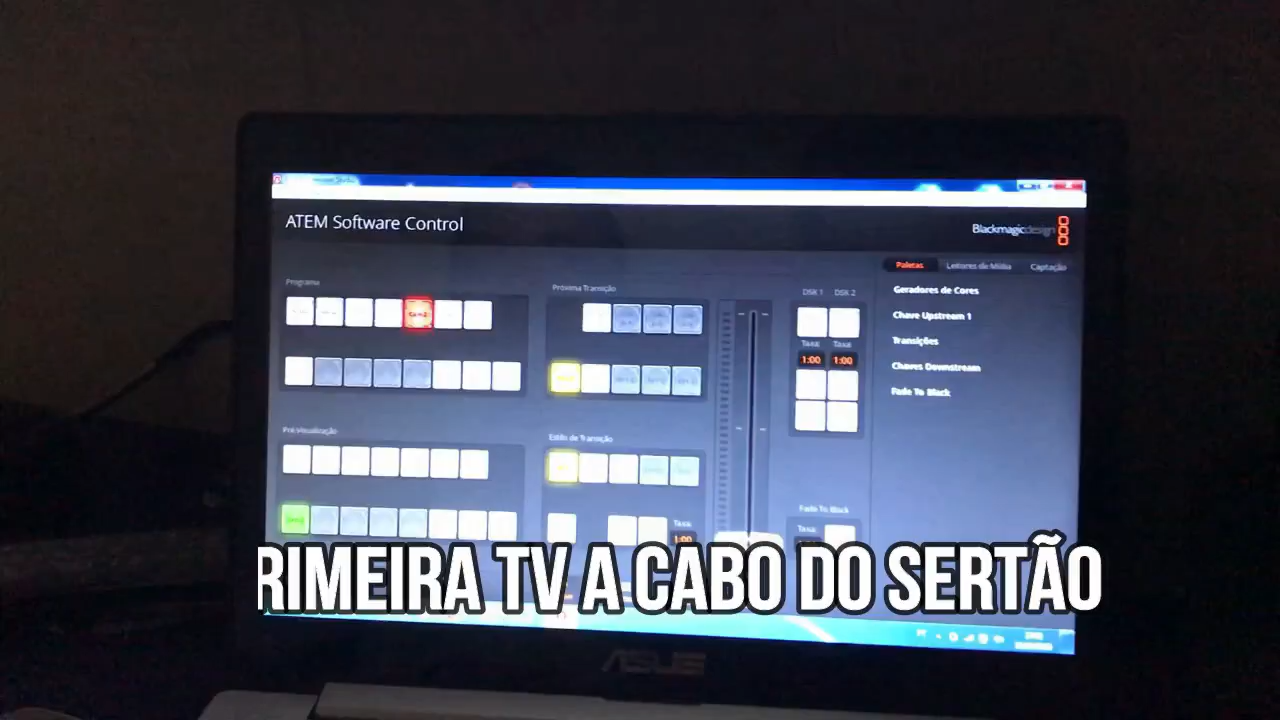 ATEM Software Control
Blackmagicdesign
Paletas Leitores de Mídia Captação
Programa
Próxima Transição
DSK 1 DSK 2
Geradores de Cores
Chave Upstream 1
Transições
Chaves Downstream
Fade To Black
Taxa: Taxa:
1:00 1:00
Pré-Visualização
Estilo de Transição
Taxa:
1:00
Fade To Black
Taxa:
RIMEIRA TV A CABO DO SERTÃO
PT
ASUS